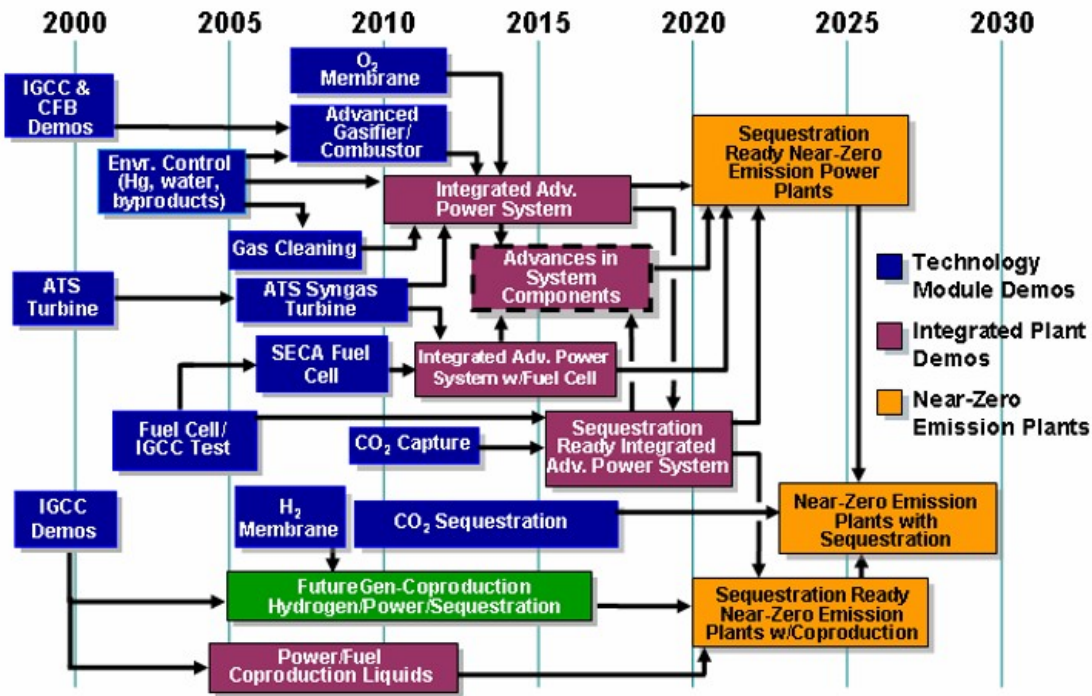 2000 2005 2010 2015 2020 2025 2030
O2
Membrane
IGCC &
CFB
Demos
Advanced
Gasifier/
Combustor
Sequestration
Ready Near-Zero
Emission Power
Plants
Envr. Control
(Hg, water,
byproducts)
Integrated Adv.
Power System
Gas Cleaning
Advances in
System
Components
ATS
Turbine
ATS Syngas
Turbine
SECA Fuel
Cell
Integrated Adv. Power
System w/Fuel Cell
Technology
Module Demos
Integrated Plant
Demos
Near-Zero
Emission Plants
Fuel Cell/
IGCC Test
CO2 Capture
Sequestration
Ready Integrated
Adv. Power System
IGCC
Demos
H2
Membrane
CO2 Sequestration
Near-Zero Emission
Plants with
Sequestration
FutureGen-Coproduction
Hydrogen/Power/Sequestration
Sequestration Ready
Near-Zero Emission
Plants w/Coproduction
Power/Fuel
Coproduction Liquids